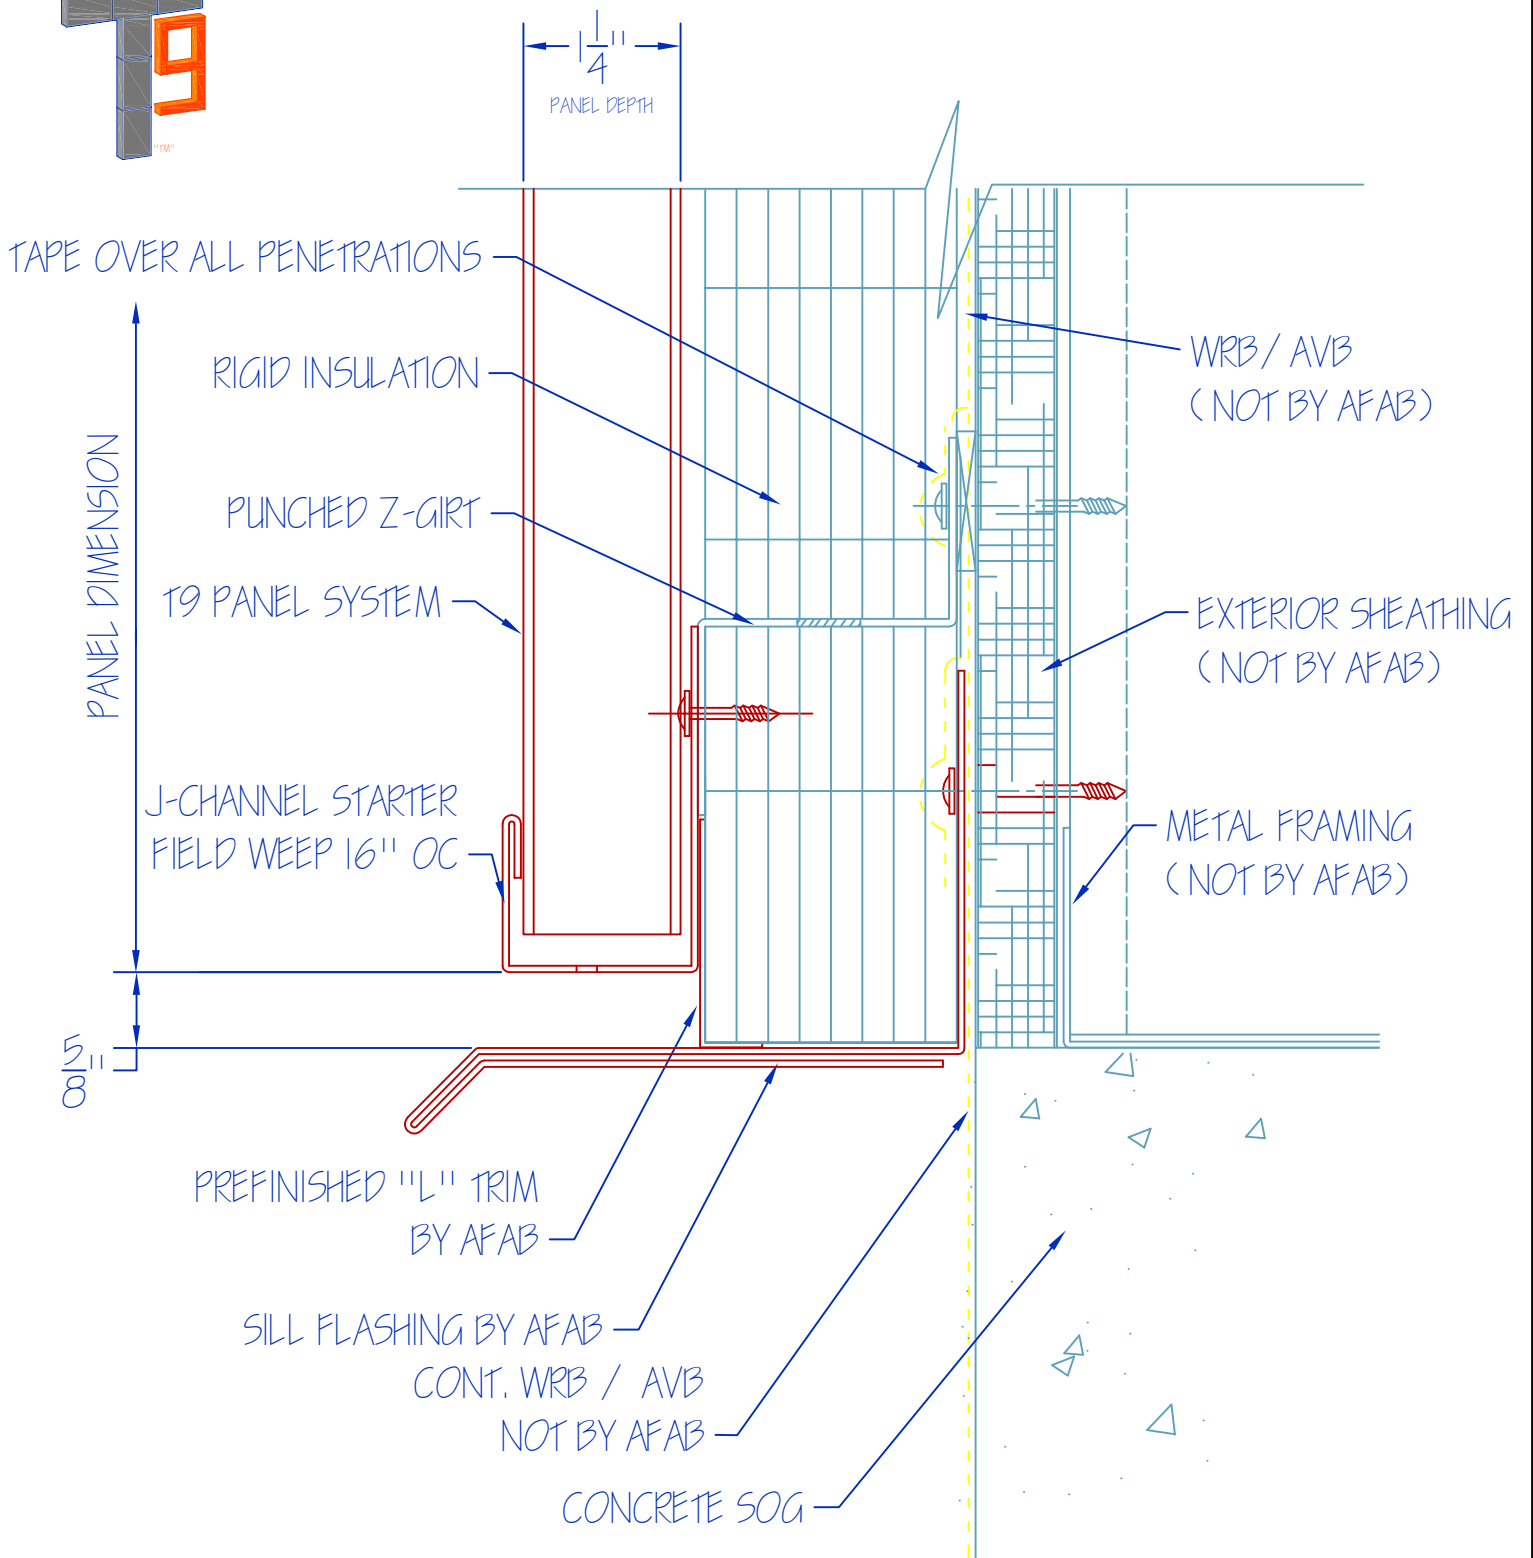 T9
"TM"
1 1/4"
PANEL DEPTH
TAPE OVER ALL PENETRATIONS
RIGID INSULATION
PUNCHED Z-GIRT
T9 PANEL SYSTEM
PANEL DIMENSION
J-CHANNEL STARTER
FIELD WEEP 16" OC
5/8"
WRB/ AVB
(NOT BY AFAB)
EXTERIOR SHEATHING
(NOT BY AFAB)
METAL FRAMING
(NOT BY AFAB)
PREFINISHED "L" TRIM
BY AFAB
SILL FLASHING BY AFAB
CONT. WRB / AVB
NOT BY AFAB
CONCRETE SOG